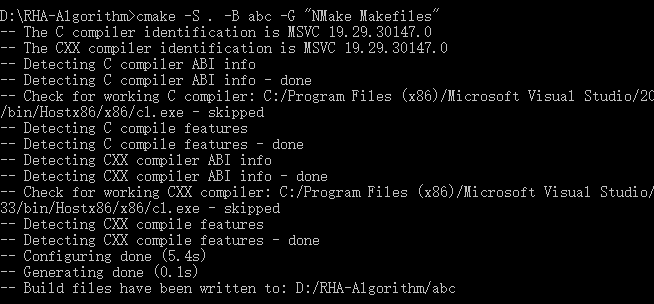 D:\RHA-Algorithm>cmake -S . -B abc -G "NMake Makefiles"
-- The C compiler identification is MSVC 19.29.30147.0
-- The CXX compiler identification is MSVC 19.29.30147.0
-- Detecting C compiler ABI info
-- Detecting C compiler ABI info - done
-- Check for working C compiler: C:/Program Files (x86)/Microsoft Visual Studio/20
/bin/Hostx86/x86/cl.exe - skipped
-- Detecting C compile features
-- Detecting C compile features - done
-- Detecting CXX compiler ABI info
-- Detecting CXX compiler ABI info - done
-- Check for working CXX compiler: C:/Program Files (x86)/Microsoft Visual Studio/
33/bin/Hostx86/x86/cl.exe - skipped
-- Detecting CXX compile features
-- Detecting CXX compile features - done
-- Configuring done (5.4s)
-- Generating done (0.1s)
-- Build files have been written to: D:/RHA-Algorithm/abc